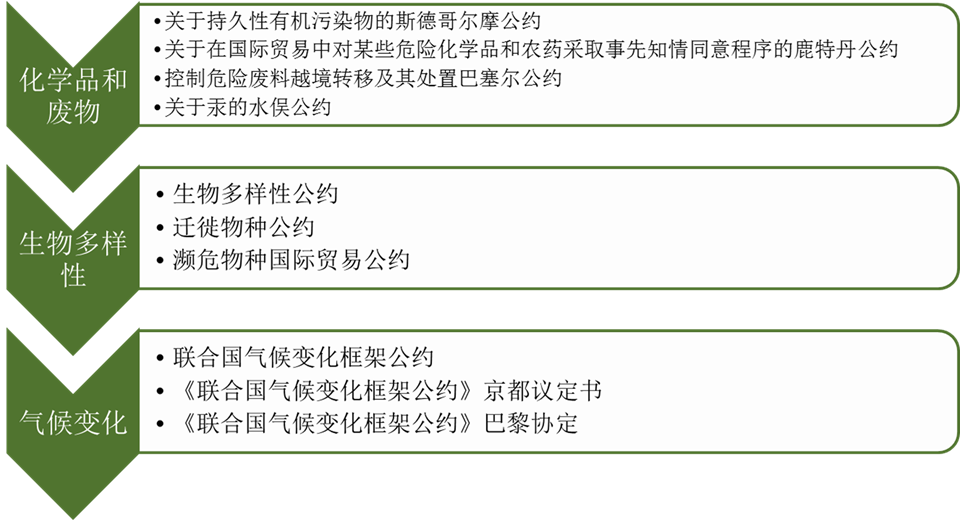 化学品和
废物
•关于持久性有机污染物的斯德哥尔摩公约
•关于在国际贸易中对某些危险化学品和农药采取事先知情同意程序的鹿特丹公约
•控制危险废料越境转移及其处置巴塞尔公约
•关于汞的水俣公约
生物多样
性
• 生物多样性公约
• 迁徙物种公约
• 濒危物种国际贸易公约
气候变化
• 联合国气候变化框架公约
• 《联合国气候变化框架公约》京都议定书
• 《联合国气候变化框架公约》巴黎协定